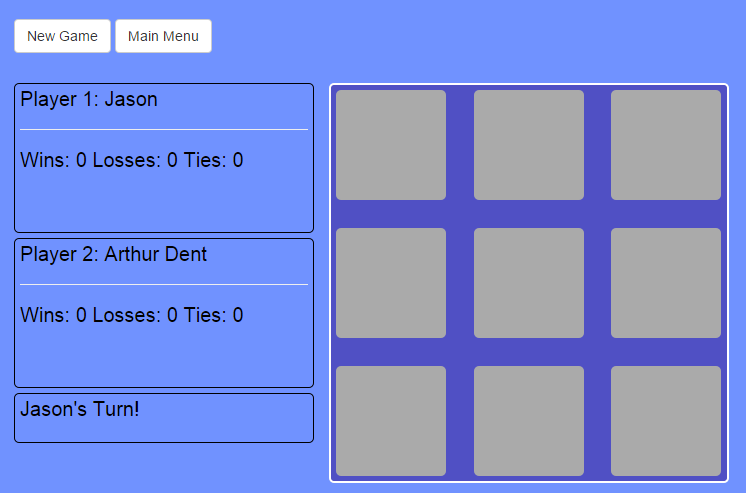 New Game Main Menu
Player 1: Jason
Wins: 0 Losses: 0 Ties: 0
Player 2: Arthur Dent
Wins: 0 Losses: 0 Ties: 0
Jason's Turn!